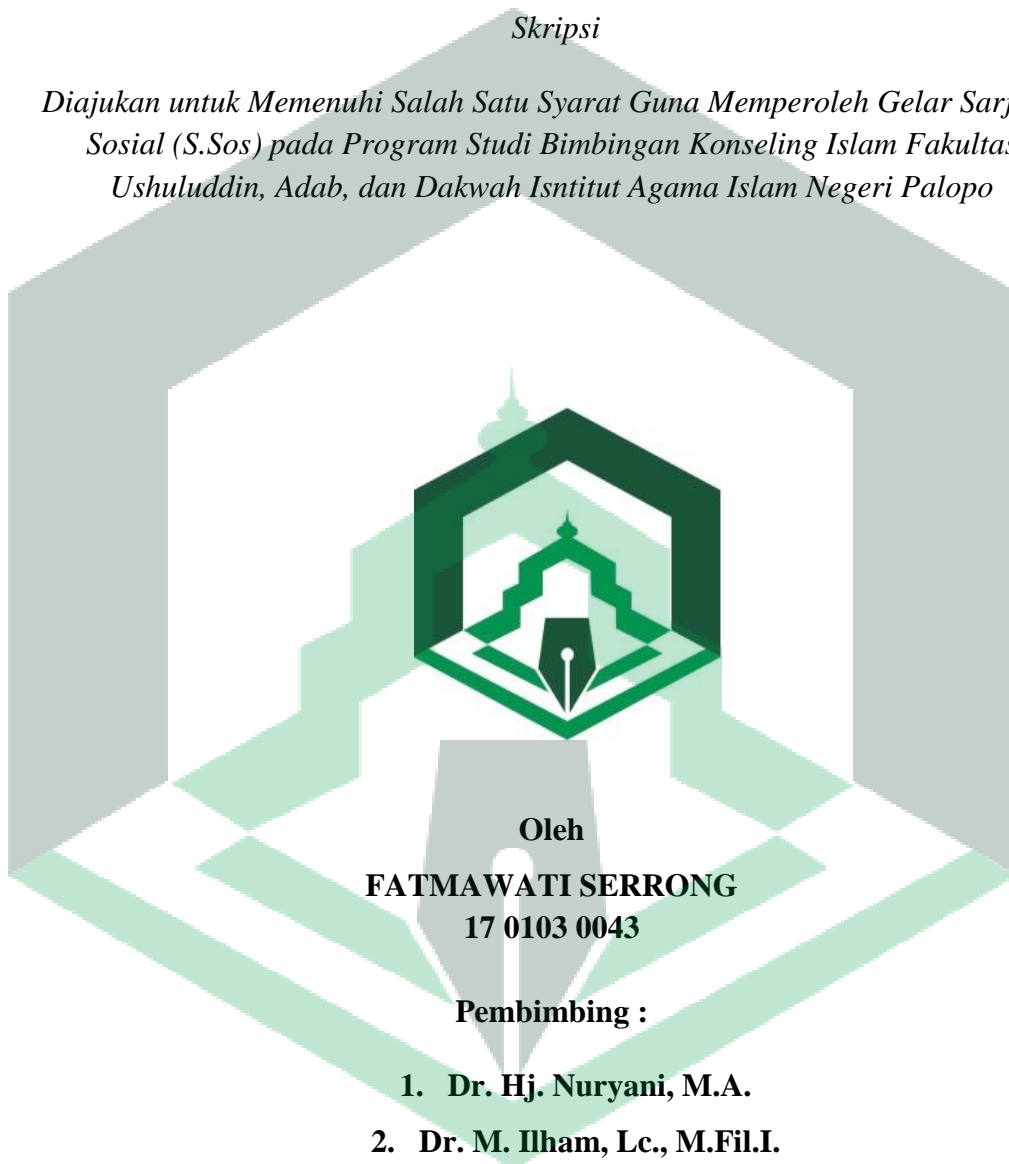 Skripsi
Diajukan untuk Memenuhi Salah Satu Syarat Guna Memperoleh Gelar
Sosial (S.Sos) pada Program Studi Bimbingan Konseling Islam Fakultas
Ushuluddin, Adab, dan Dakwah Isntitut Agama Islam Negeri Palopo
Oleh
FATMAWATI SERRONG
17 0103 0043
Pembimbing :
1. Dr. Hj. Nuryani, M.A.
2. Dr. M. Ilham, Lc., M.Fil.I.